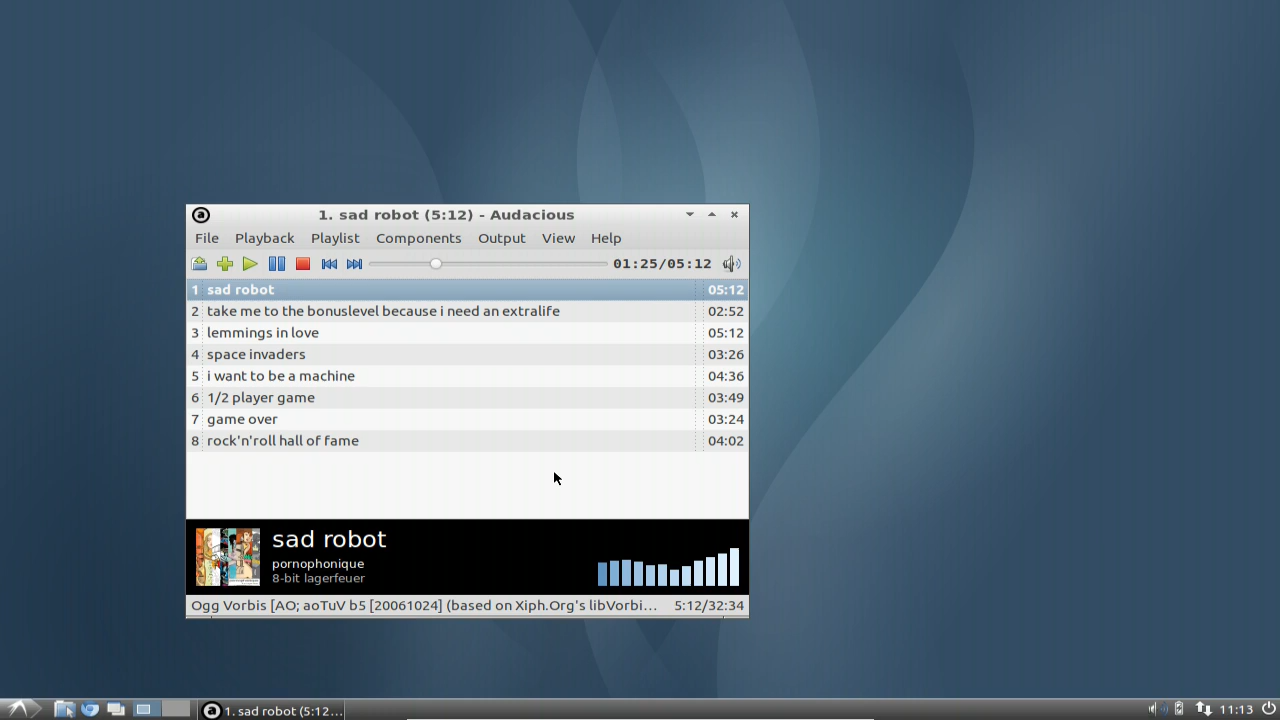 1. sad robot (5:12) - Audacious
File Playback Playlist Components Output View Help
01:25/05:12
1 sad robot 05:12
2 take me to the bonuslevel because i need an extralife 02:52
3 lemmings in love 05:12
4 space invaders 03:26
5 i want to be a machine 04:36
6 1/2 player game 03:49
7 game over 03:24
8 rock'n'roll hall of fame 04:02
sad robot
pornophonique
8-bit lagerfeuer
Ogg Vorbis [AO; aoTuV b5 [20061024] (based on Xiph.Org's libVorbi... 5:12/32:34
1. sad robot (5:12... 11:13